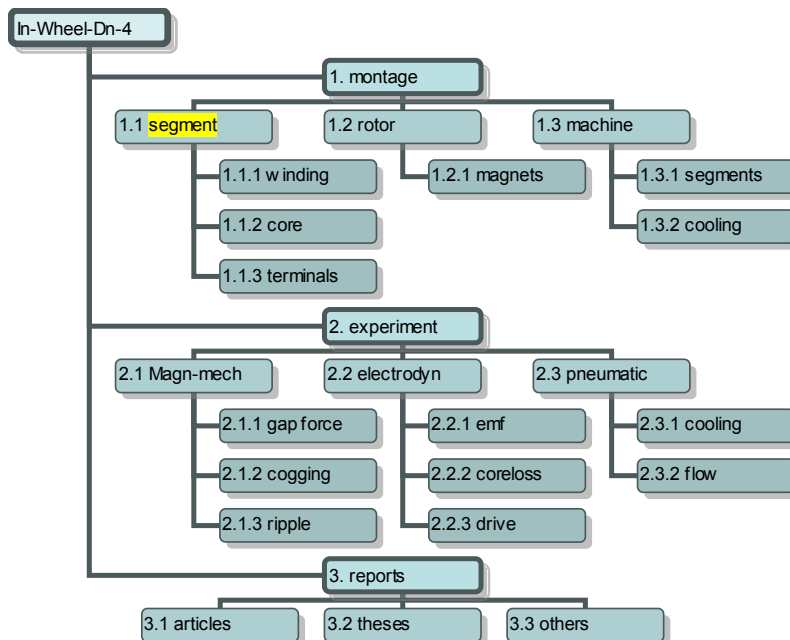 In-Wheel-Dn-4
1. montage
1.1 segment
1.2 rotor
1.3 machine
1.1.1 winding
1.2.1 magnets
1.3.1 segments
1.1.2 core
1.3.2 cooling
1.1.3 terminals
2. experiment
2.1 Magn-mech
2.2 electrodyn
2.3 pneumatic
2.1.1 gap force
2.2.1 emf
2.3.1 cooling
2.1.2 cogging
2.2.2 coreloss
2.3.2 flow
2.1.3 ripple
2.2.3 drive
3. reports
3.1 articles
3.2 theses
3.3 others